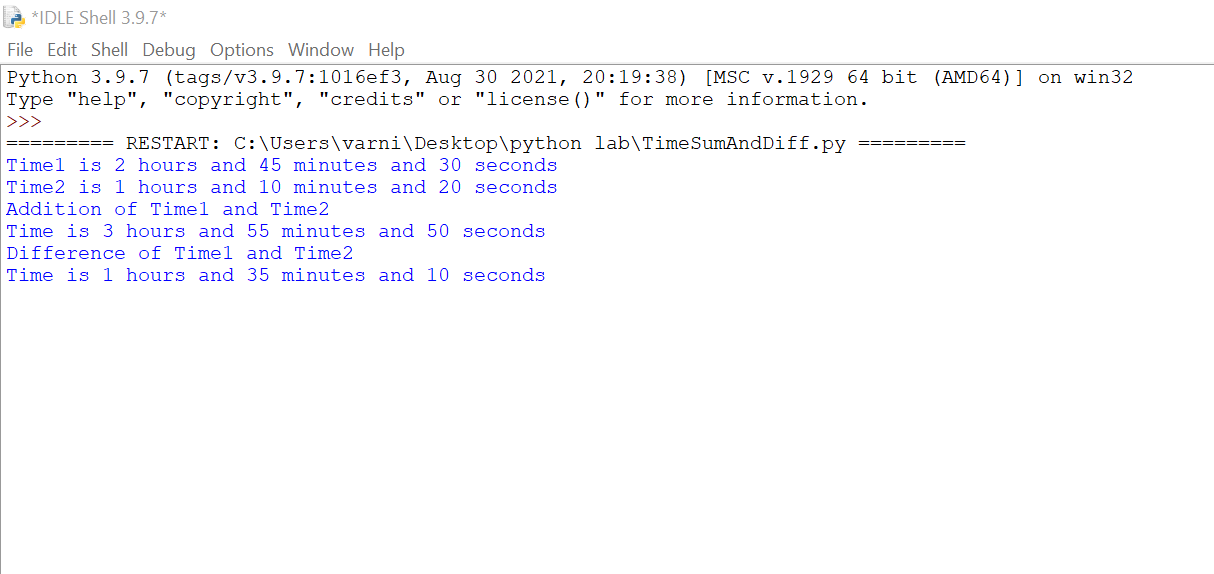 *IDLE Shell 3.9.7*
File Edit Shell Debug Options Window Help
Python 3.9.7 (tags/v3.9.7:1016ef3, Aug 30 2021, 20:19:38) [MSC v.1929 64 bit (AMD64)] on win32
Type "help", "copyright", "credits" or "license()" for more information.
>>>
========= RESTART: C:\Users\varni\Desktop\python lab\TimeSumAndDiff.py =========
Time1 is 2 hours and 45 minutes and 30 seconds
Time2 is 1 hours and 10 minutes and 20 seconds
Addition of Time1 and Time2
Time is 3 hours and 55 minutes and 50 seconds
Difference of Time1 and Time2
Time is 1 hours and 35 minutes and 10 seconds